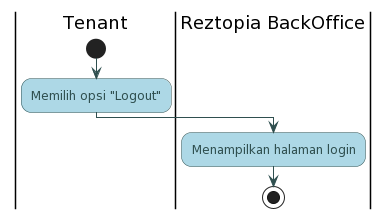 Tenant
Reztopia BackOffice
Memilih opsi "Logout"
Menampilkan halaman login